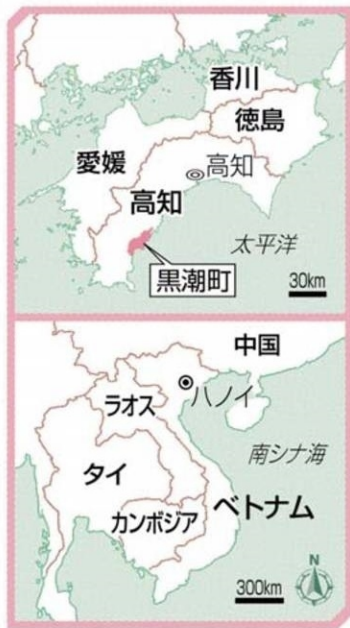 香川
徳島
愛媛
高知
高知
太平洋
黒潮町
30km
中国
ハノイ
ラオス
南シナ海
タイ
ベトナム
カンボジア
N
300km